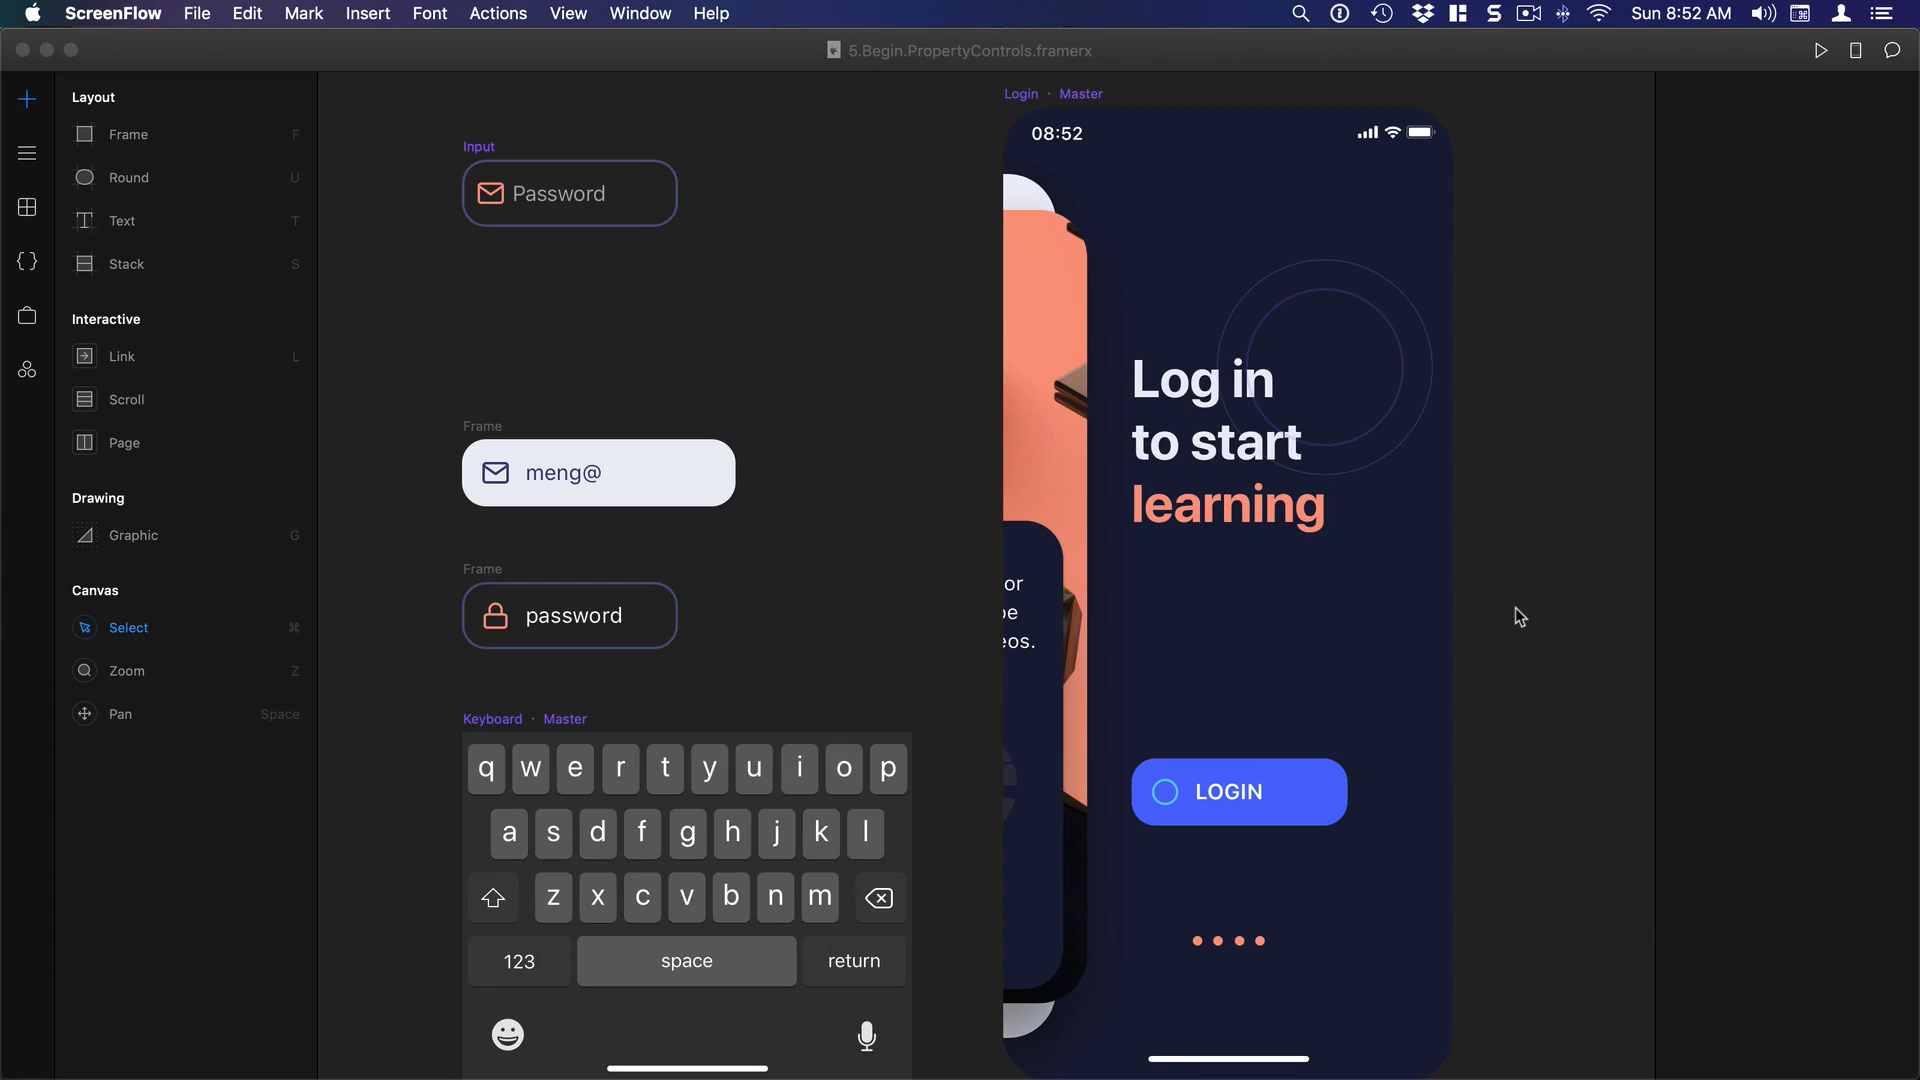 ScreenFlow File Edit Mark Insert Font Actions View Window Help Sun 8:52 AM
5.Begin.PropertyControls.framerx
Layout
Frame F
Round U
Text T
Stack S
Interactive
Link L
Scroll
Page
Drawing
Graphic G
Canvas
Select ⌘
Zoom Z
Pan Space
Input
Password
Frame
meng@
Frame
password
Keyboard · Master
q w e r t y u i o p
a s d f g h j k l
z x c v b n m
123 space return
Login · Master
08:52
Log in
to start
learning
or
eos.
LOGIN